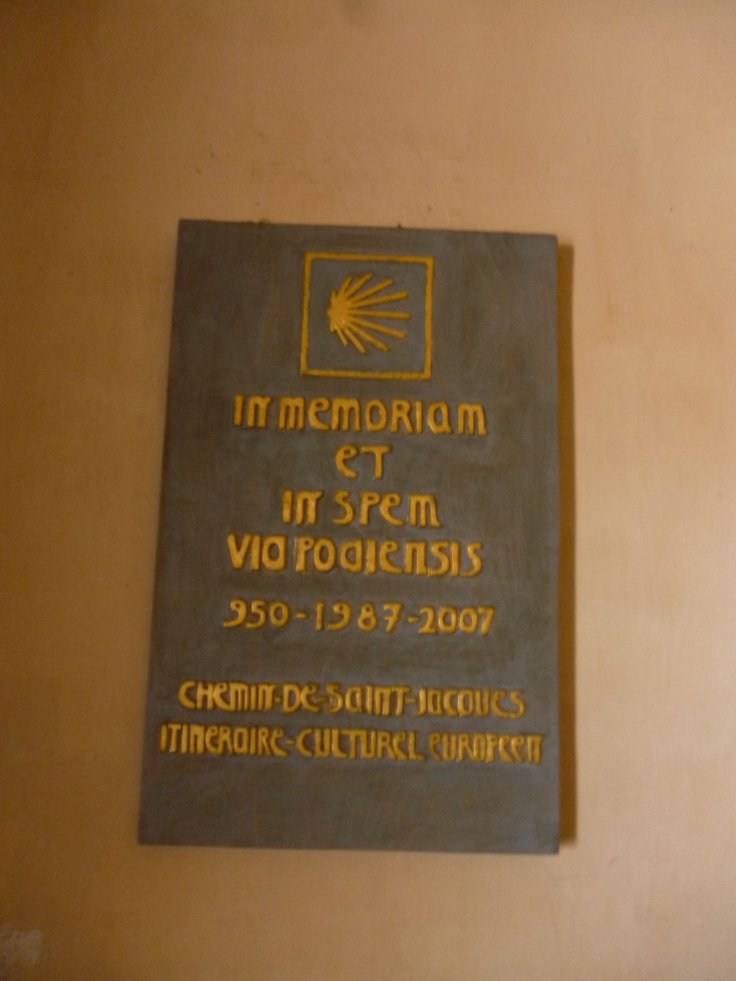 IN MEMORIAM
ET
IN SPEM
VIA PODIENSIS
950-1987-2007
CHEMIN-DE-SAINT-JACQUES
ITINERAIRE-CULTUREL EUROPEEN